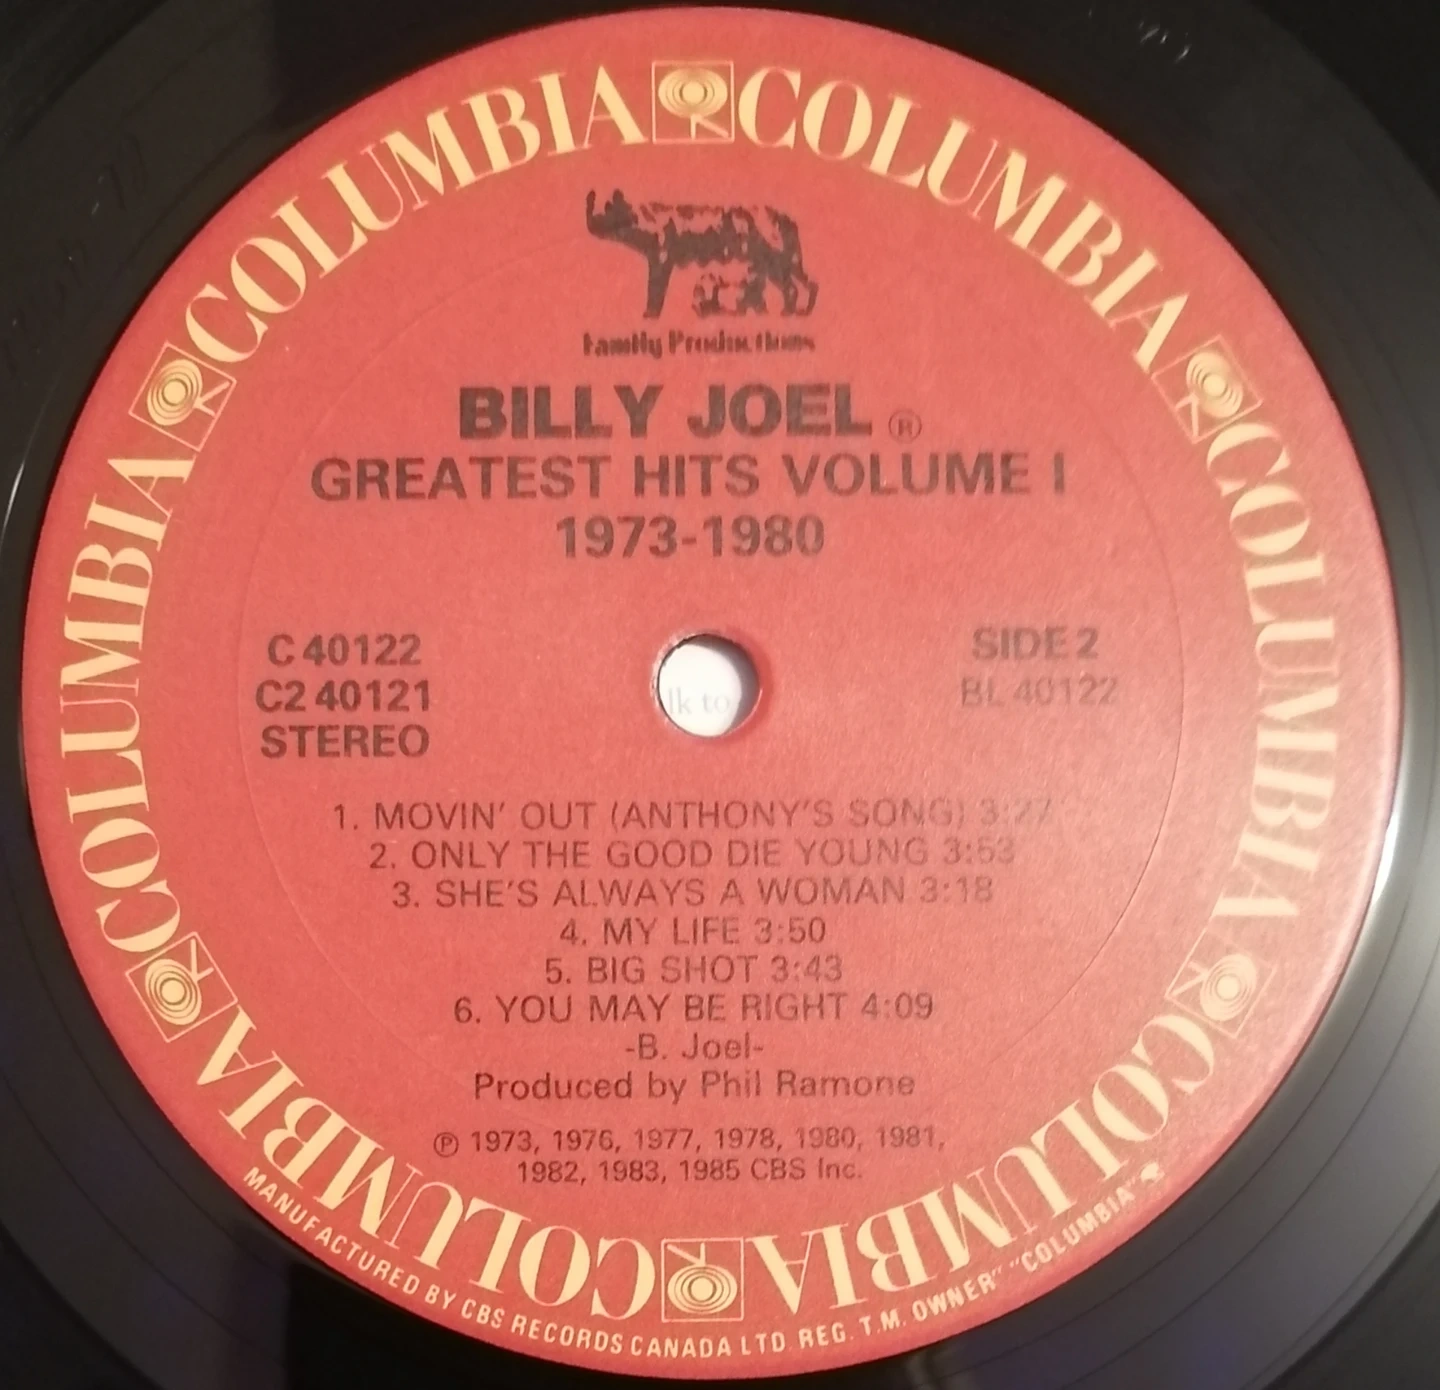 COLUMBIA COLUMBIA COLUMBIA COLUMBIA COLUMBIA COLUMBIA
Family Productions
BILLY JOEL ®
GREATEST HITS VOLUME I
1973-1980
C 40122
C2 40121
STEREO
SIDE 2
BL 40122
lk to
1. MOVIN' OUT (ANTHONY'S SONG) 3:27
2. ONLY THE GOOD DIE YOUNG 3:53
3. SHE'S ALWAYS A WOMAN 3:18
4. MY LIFE 3:50
5. BIG SHOT 3:43
6. YOU MAY BE RIGHT 4:09
-B. Joel-
Produced by Phil Ramone
℗ 1973, 1976, 1977, 1978, 1980, 1981,
1982, 1983, 1985 CBS Inc.
MANUFACTURED BY CBS RECORDS CANADA LTD. REG. T.M. OWNER" "COLUMBIA"